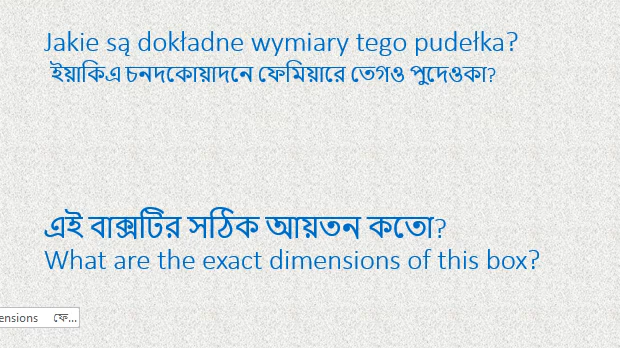 Jakie są dokładne wymiary tego pudełka?
ইয়াকিএ চনদকোয়াদনে ফেমিয়ারে তেগও পুদেওকা?
এই বাক্সটির সঠিক আয়তন কতো?
What are the exact dimensions of this box?
ensions ফে...